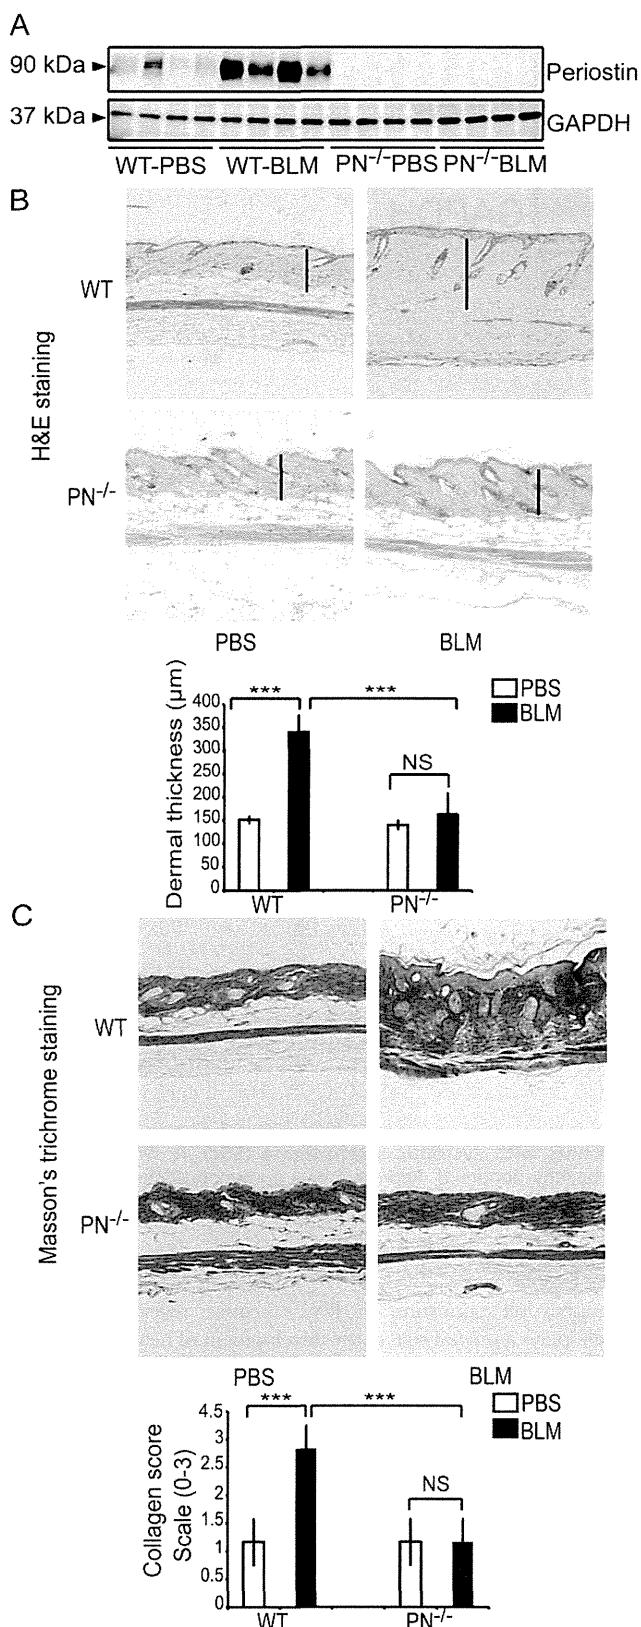 A
90 kDa
Periostin
37 kDa
GAPDH
WT-PBS WT-BLM PN-/-PBS PN-/-BLM
B
H&E staining
WT
PN-/-
PBS BLM
Dermal thickness (µm)
400
350
300
250
200
150
100
50
0
*** ***
NS
PBS
BLM
WT PN-/-
C
Masson's trichrome staining
WT
PN-/-
PBS BLM
Collagen score
Scale (0-3)
4.5
3
2.5
2
1.5
1
0.5
0
*** ***
NS
PBS
BLM
WT PN-/-